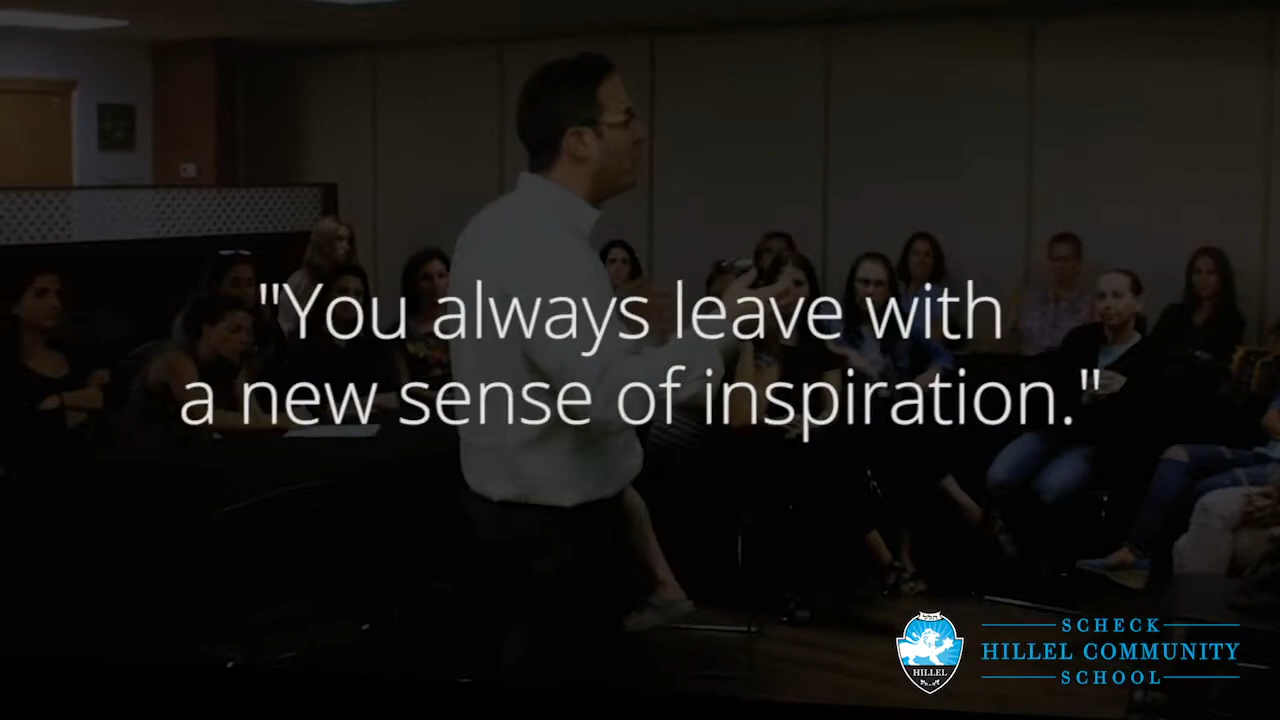 "You always leave with
a new sense of inspiration."
SCHECK
HILLEL COMMUNITY
SCHOOL
HILLEL